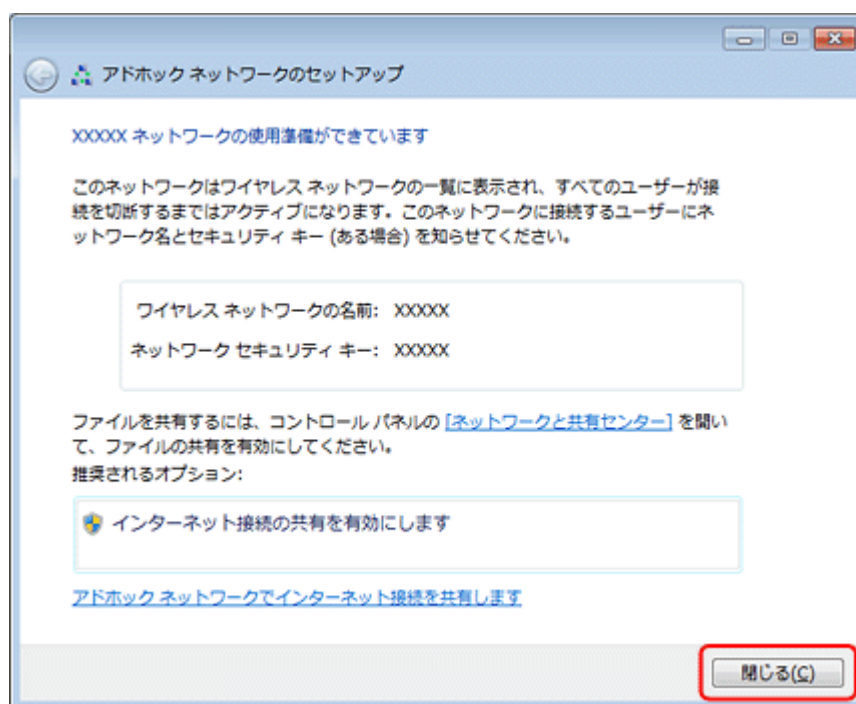 アドホック ネットワークのセットアップ
XXXXX ネットワークの使用準備ができています
このネットワークはワイヤレス ネットワークの一覧に表示され、すべてのユーザーが接
続を切断するまではアクティブになります。このネットワークに接続するユーザーにネ
ットワーク名とセキュリティ キー (ある場合) を知らせてください。
ワイヤレス ネットワークの名前: XXXXX
ネットワーク セキュリティ キー: XXXXX
ファイルを共有するには、コントロール パネルの [ネットワークと共有センター] を開い
て、ファイルの共有を有効にしてください。
推奨されるオプション:
インターネット接続の共有を有効にします
アドホック ネットワークでインターネット接続を共有します
閉じる(C)